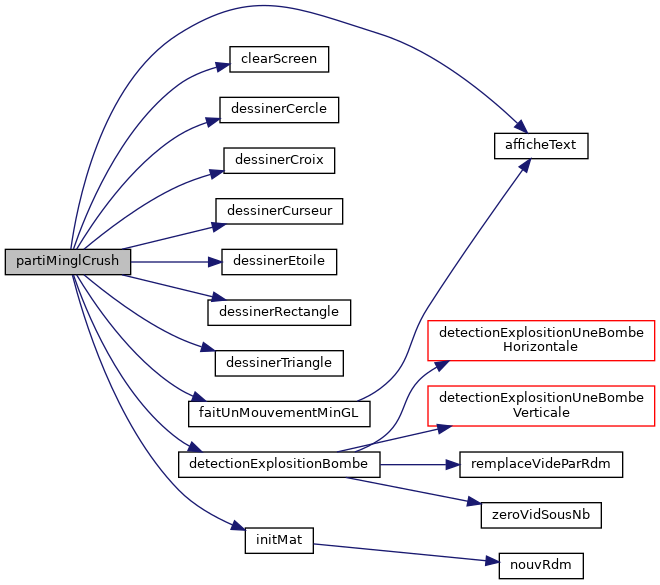 partiMinglCrush
clearScreen
dessinerCercle
dessinerCroix
dessinerCurseur
dessinerEtoile
dessinerRectangle
dessinerTriangle
faitUnMouvementMinGL
detectionExplositionBombe
initMat
afficheText
detectionExplositionUneBombe
Horizontale
detectionExplositionUneBombe
Verticale
remplaceVideParRdm
zeroVidSousNb
nouvRdm